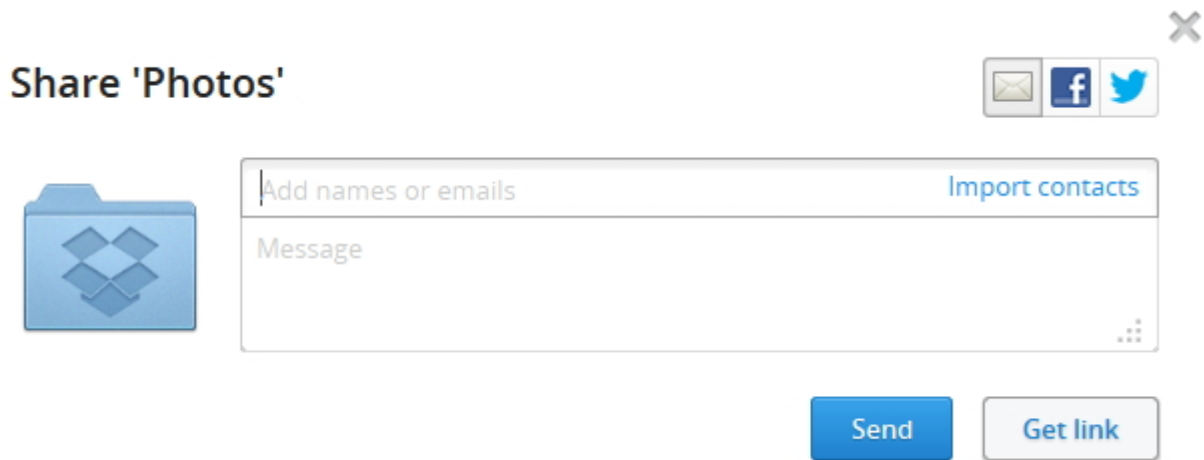 Share 'Photos'
Add names or emails Import contacts
Message
Send Get link